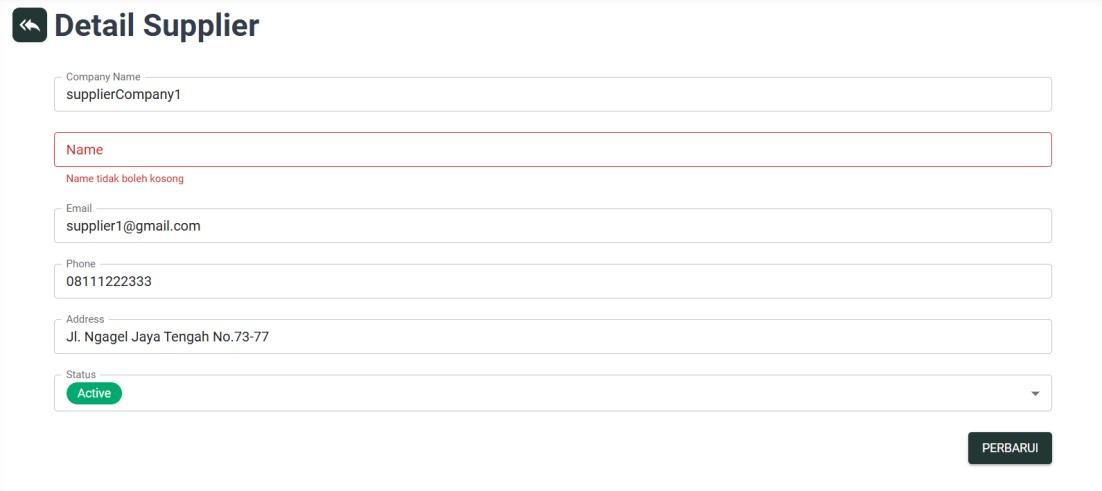 Detail Supplier
Company Name
supplierCompany1
Name
Name tidak boleh kosong
Email
supplier1@gmail.com
Phone
08111222333
Address
Jl. Ngagel Jaya Tengah No.73-77
Status
Active
PERBARUI